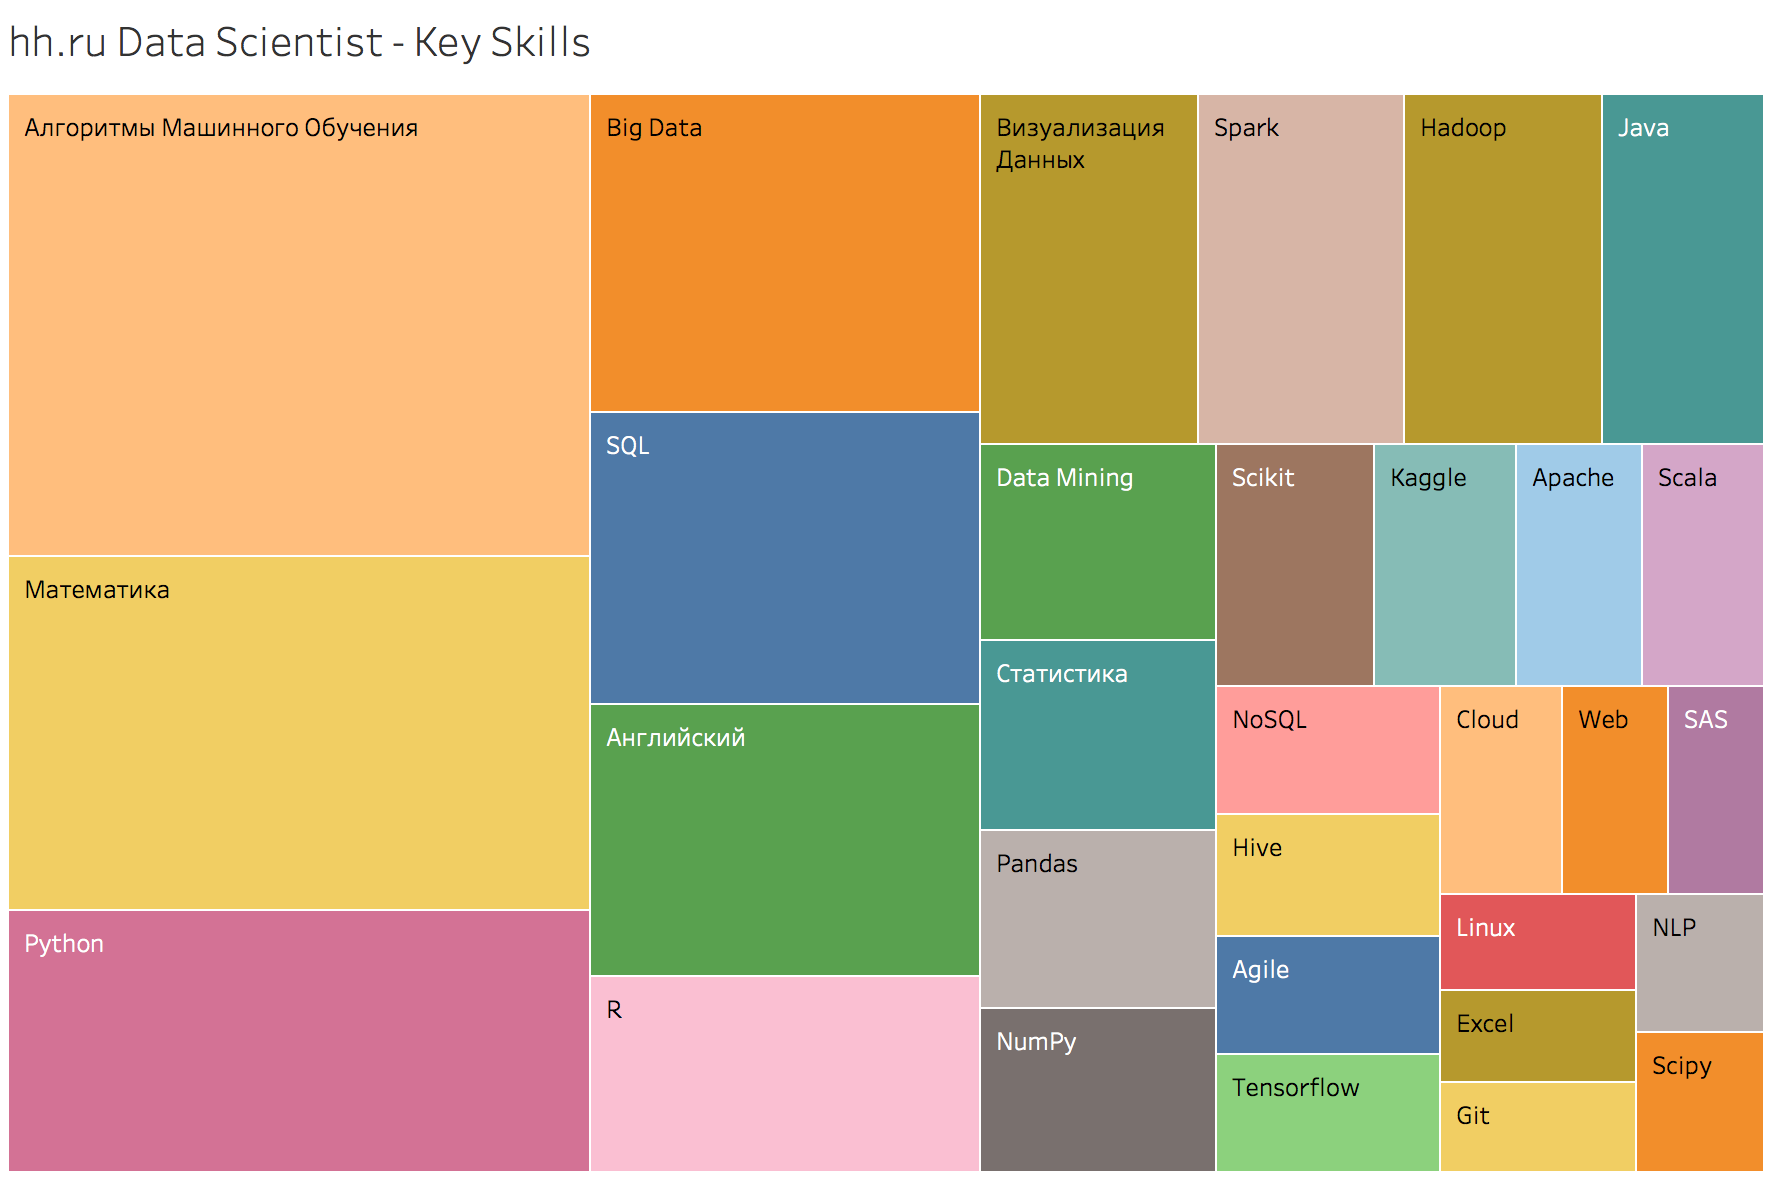 hh.ru Data Scientist - Key Skills
Алгоритмы Машинного Обучения
Математика
Python
Big Data
SQL
Английский
R
Визуализация
Данных
Spark
Hadoop
Java
Data Mining
Статистика
Pandas
NumPy
Scikit
Kaggle
Apache
Scala
NoSQL
Hive
Agile
Tensorflow
Cloud
Web
SAS
Linux
Excel
Git
NLP
Scipy